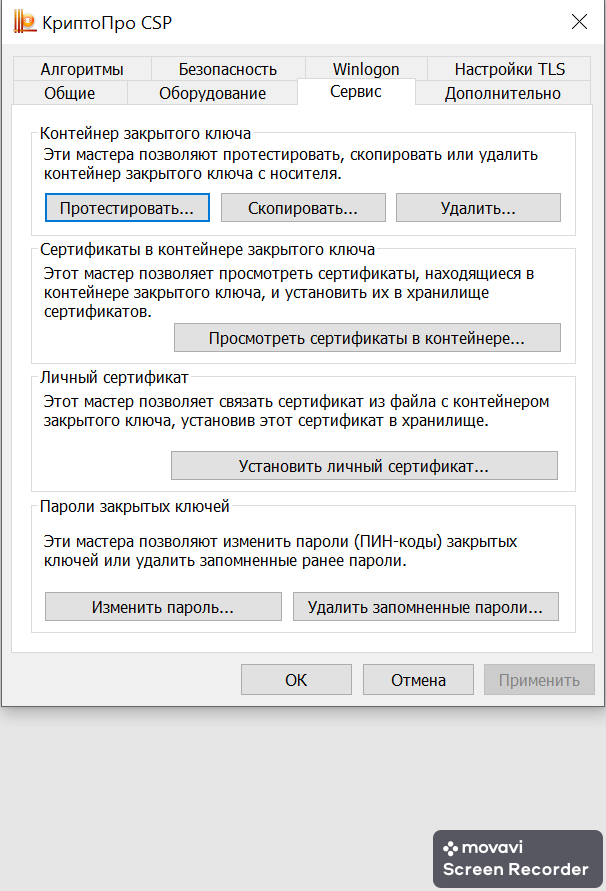 КриптоПро CSP
Алгоритмы Безопасность Winlogon Настройки TLS
Общие Оборудование Сервис Дополнительно
Контейнер закрытого ключа
Эти мастера позволяют протестировать, скопировать или удалить
контейнер закрытого ключа с носителя.
Протестировать... Скопировать... Удалить...
Сертификаты в контейнере закрытого ключа
Этот мастер позволяет просмотреть сертификаты, находящиеся в
контейнере закрытого ключа, и установить их в хранилище
сертификатов.
Просмотреть сертификаты в контейнере...
Личный сертификат
Этот мастер позволяет связать сертификат из файла с контейнером
закрытого ключа, установив этот сертификат в хранилище.
Установить личный сертификат...
Пароли закрытых ключей
Эти мастера позволяют изменить пароли (ПИН-коды) закрытых
ключей или удалить запомненные ранее пароли.
Изменить пароль... Удалить запомненные пароли...
ОК Отмена Применить
movavi
Screen Recorder